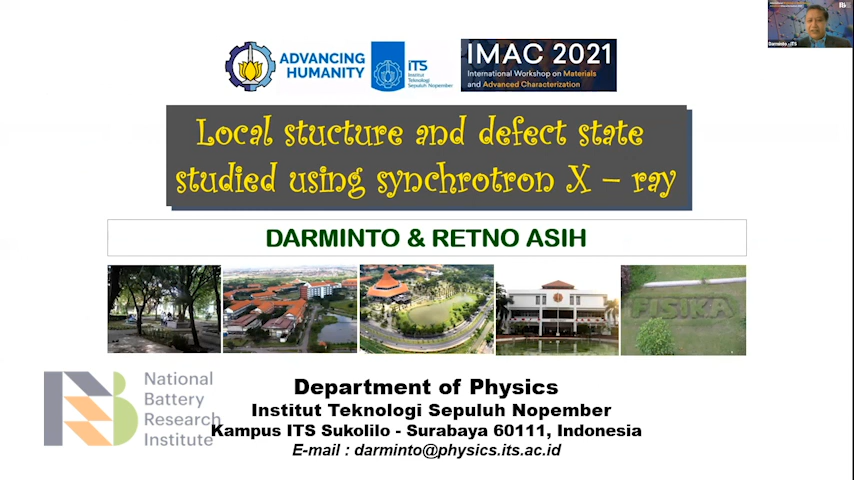 ADVANCING
HUMANITY
iTS
Institut
Teknologi
Sepuluh Nopember
IMAC 2021
International Workshop on Materials
and Advanced Characterization
Local stucture and defect state
studied using synchrotron X – ray
DARMINTO & RETNO ASIH
FISIKA
National
Battery
Research
Institute
Department of Physics
Institut Teknologi Sepuluh Nopember
Kampus ITS Sukolilo - Surabaya 60111, Indonesia
E-mail : darminto@physics.its.ac.id
Darminto - ITS